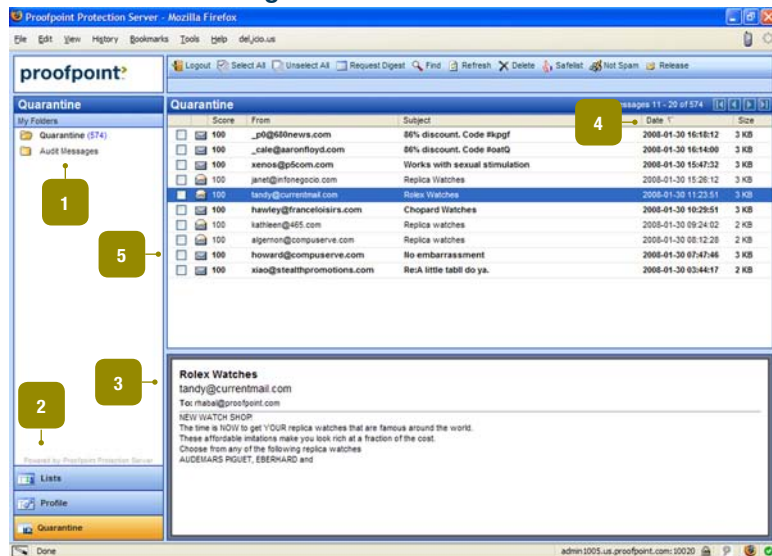 Proofpoint Protection Server - Mozilla Firefox
File Edit View History Bookmarks Tools Help del.icio.us
proofpoint
Logout Select All Unselect All Request Digest Find Refresh Delete Safelist Not Spam Release
Quarantine
My Folders
Quarantine (574)
Audit Messages
1
2
Powered by Proofpoint Protection Server
Lists
Profile
Quarantine
Quarantine
ssages 11 - 20 of 574
4
Score From Subject Date Size
100 _p0@680news.com 86% discount. Code #kpgf 2008-01-30 16:18:12 3 KB
100 _cale@aaronfloyd.com 86% discount. Code #oatQ 2008-01-30 16:14:00 3 KB
100 xenos@p5com.com Works with sexual stimulation 2008-01-30 15:47:32 3 KB
100 janet@infonegocio.com Replica Watches 2008-01-30 15:26:12 3 KB
100 tandy@currentmail.com Rolex Watches 2008-01-30 11:23:51 3 KB
100 hawley@franceloisirs.com Chopard Watches 2008-01-30 10:29:51 3 KB
100 kathleen@465.com Replica watches 2008-01-30 09:24:02 2 KB
100 algernon@compuserve.com Replica watches 2008-01-30 08:12:28 2 KB
5
100 howard@compuserve.com No embarrassment 2008-01-30 07:47:46 3 KB
100 xiao@stealthpromotions.com Re:A little tabll do ya. 2008-01-30 03:44:17 2 KB
3
Rolex Watches
tandy@currentmail.com
To: rhabal@proofpoint.com
NEW WATCH SHOP!
The time is NOW to get YOUR replica watches that are famous around the world.
These affordable imitations make you look rich at a fraction of the cost.
Choose from any of the following replica watches
AUDEMARS PIGUET, EBERHARD and
Done
admin1005.us.proofpoint.com:10020